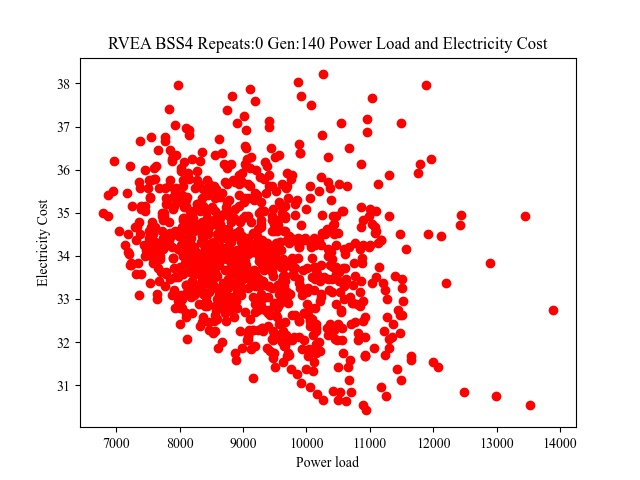 RVEA BSS4 Repeats:0 Gen:140 Power Load and Electricity Cost
38
37
36
35
34
33
32
31
Electricity Cost
7000 8000 9000 10000 11000 12000 13000 14000
Power load